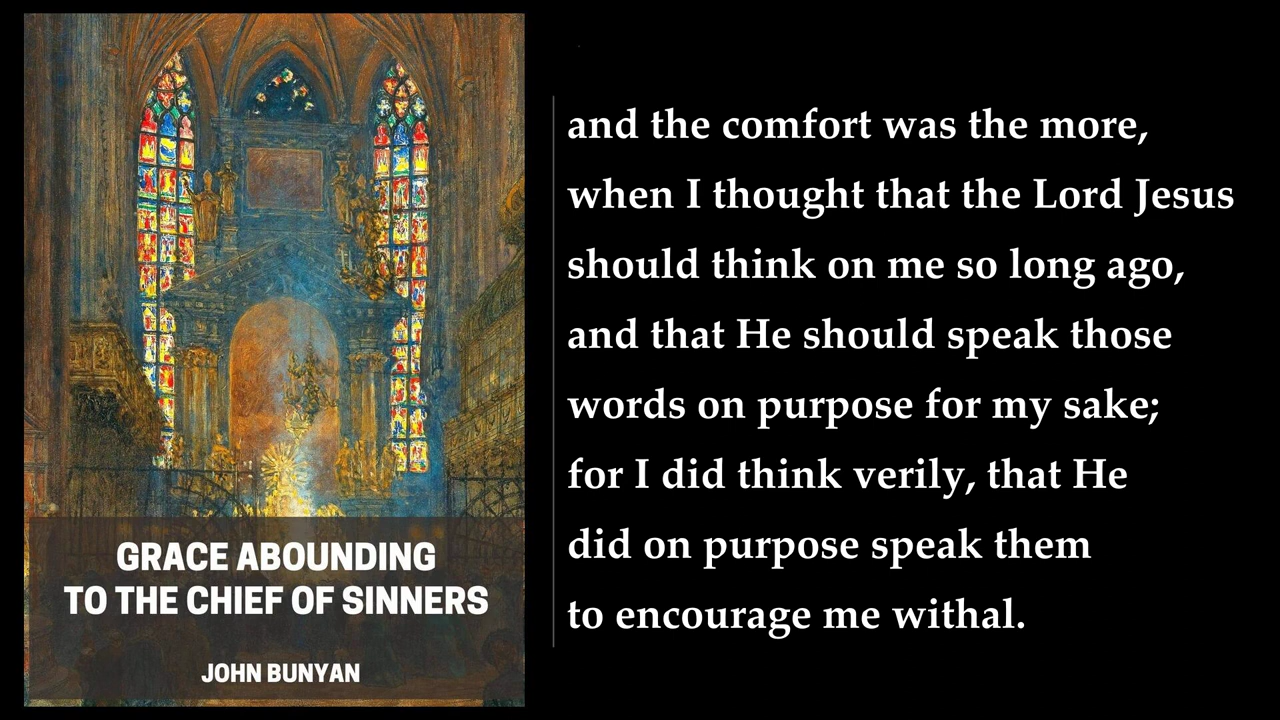 GRACE ABOUNDING
TO THE CHIEF OF SINNERS
JOHN BUNYAN
and the comfort was the more,
when I thought that the Lord Jesus
should think on me so long ago,
and that He should speak those
words on purpose for my sake;
for I did think verily, that He
did on purpose speak them
to encourage me withal.